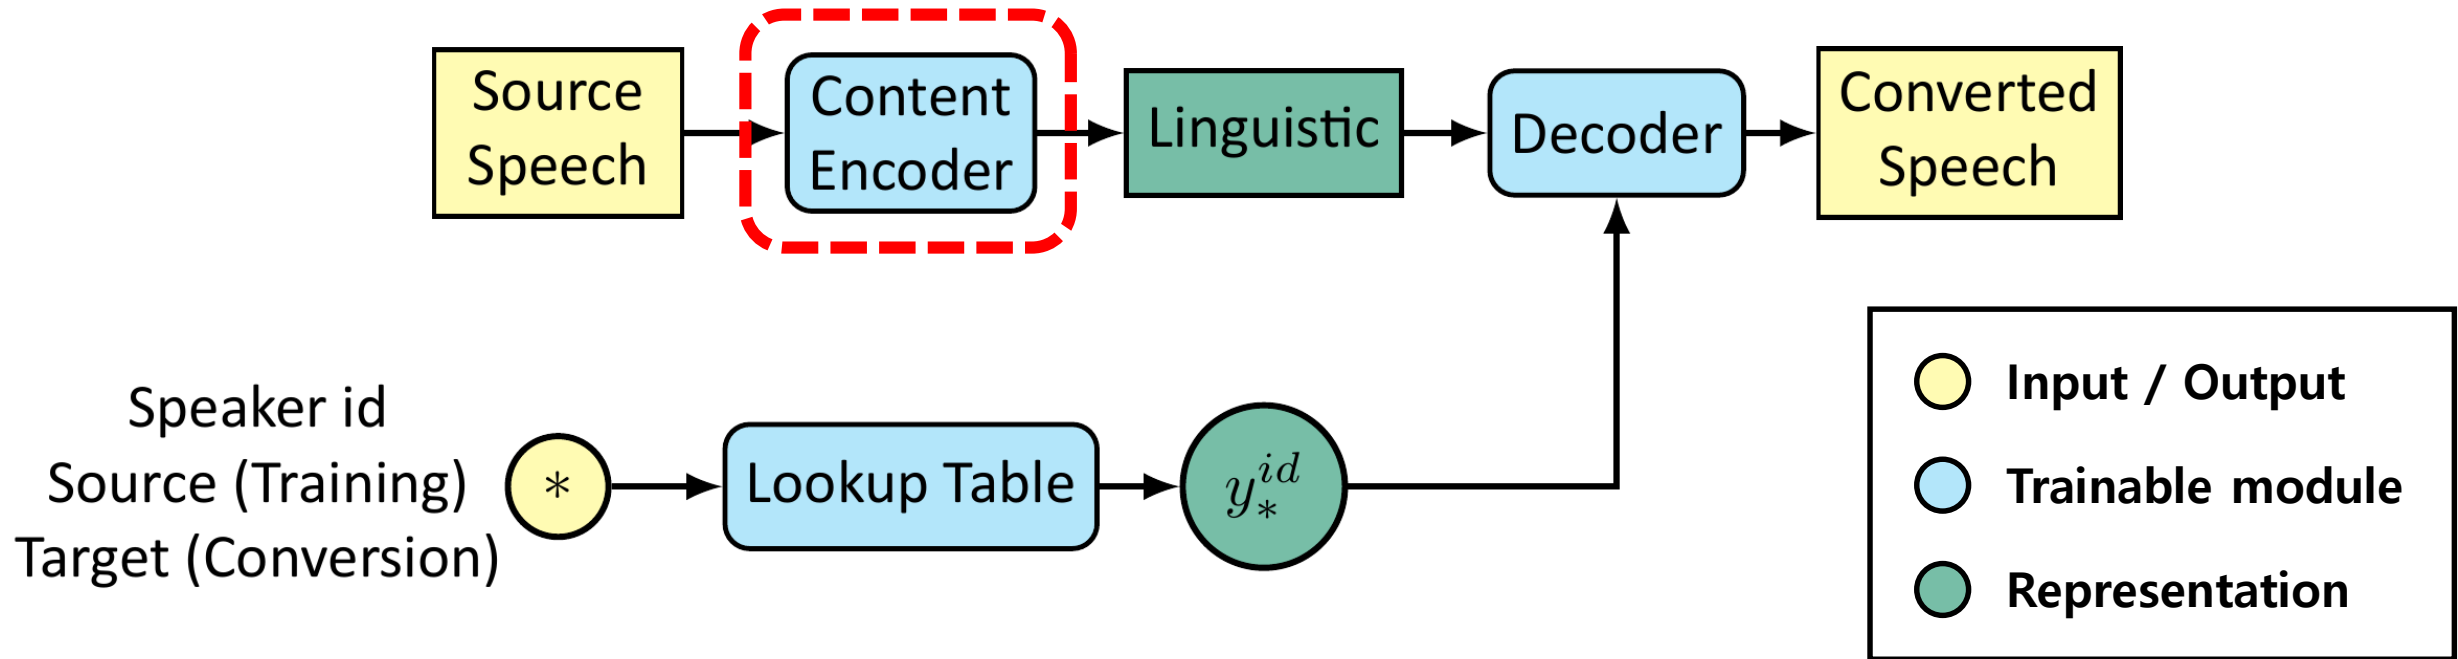 Source
Speech
Content
Encoder
Linguistic
Decoder
Converted
Speech
Speaker id
Source (Training)
Target (Conversion)
*
Lookup Table
y_*^{id}
Input / Output
Trainable module
Representation